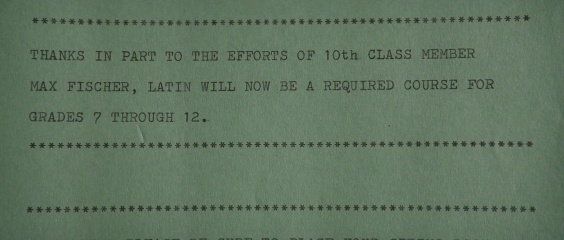 ************************************************************
THANKS IN PART TO THE EFFORTS OF 10th CLASS MEMBER
MAX FISCHER, LATIN WILL NOW BE A REQUIRED COURSE FOR
GRADES 7 THROUGH 12.
************************************************************
************************************************************